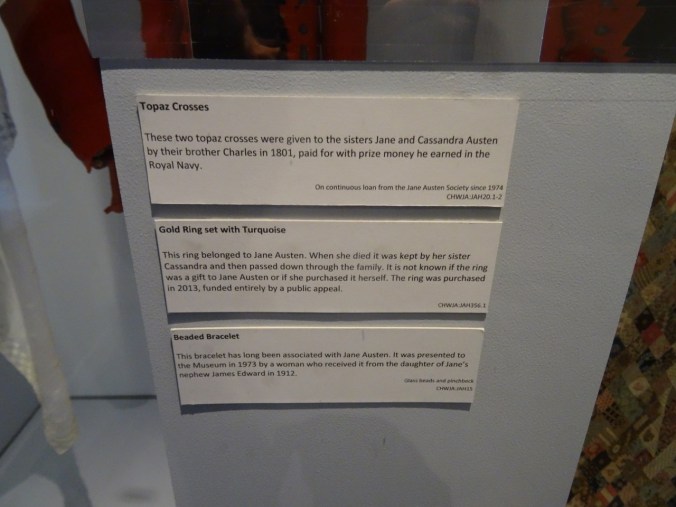 Topaz Crosses
These two topaz crosses were given to the sisters Jane and Cassandra Austen
by their brother Charles in 1801, paid for with prize money he earned in the
Royal Navy.
On continuous loan from the Jane Austen Society since 1974
CHWJA:JAH20.1-2
Gold Ring set with Turquoise
This ring belonged to Jane Austen. When she died it was kept by her sister
Cassandra and then passed down through the family. It is not known if the ring
was a gift to Jane Austen or if she purchased it herself. The ring was purchased
in 2013, funded entirely by a public appeal.
Beaded Bracelet
This bracelet has long been associated with Jane Austen. It was presented to
the Museum in 1973 by a woman who received it from the daughter of Jane's
nephew James Edward in 1912.
Glass beads and pinchback